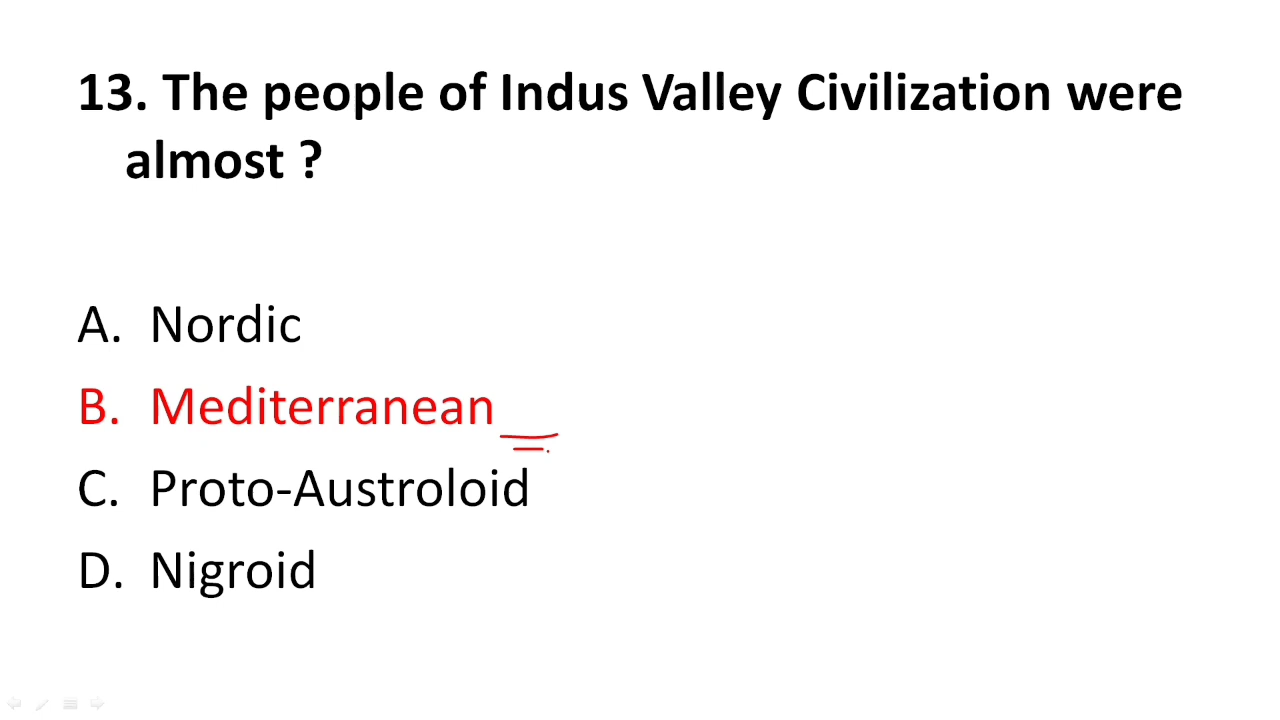 13. The people of Indus Valley Civilization were
almost ?
A. Nordic
B. Mediterranean
C. Proto-Austroloid
D. Nigroid